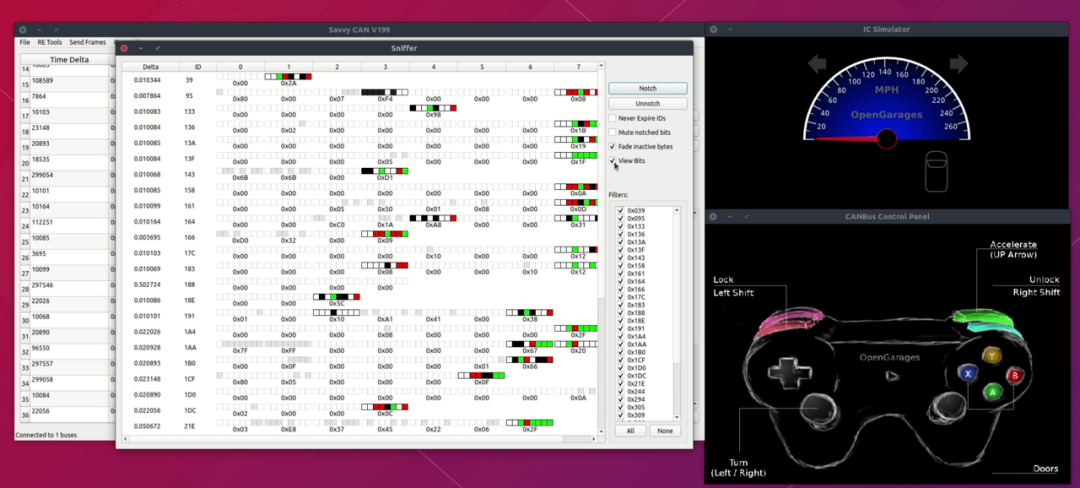 Savvy CAN V199
File RE Tools Send Frames
Time Delta
14
108589
15
7864
16
10103
17
23148
18
20893
19
18535
20
299054
21
10101
22
10164
23
112251
24
10085
25
3695
26
10099
27
297546
28
22026
29
10068
30
20890
31
96550
32
297557
33
299058
34
10084
35
22056
36
Connected to 1 buses
Sniffer
Delta ID 0 1 2 3 4 5 6 7
0.010344 39 0x00 0x2A
0.007864 95 0x80 0x00 0x07 0xF4 0x00 0x00 0x00 0x08
0.010083 133 0x00 0x00 0x00 0x00 0x98
0.010084 136 0x00 0x02 0x00 0x00 0x00 0x00 0x00 0x1B
0.010085 13A 0x00 0x00 0x00 0x00 0x00 0x00 0x00 0x19
0.010084 13F 0x00 0x00 0x00 0x05 0x00 0x00 0x00 0x1F
0.010068 143 0x6B 0x6B 0x00 0xD1
0.010085 158 0x00 0x00 0x00 0x00 0x00 0x00 0x00 0x0A
0.010099 161 0x00 0x00 0x05 0x50 0x01 0x08 0x00 0x0D
0.010164 164 0x00 0x00 0xC0 0x1A 0xA8 0x00 0x00 0x31
0.003695 166 0xD0 0x32 0x00 0x09
0.010103 17C 0x00 0x00 0x00 0x00 0x10 0x00 0x00 0x12
0.010069 183 0x00 0x00 0x00 0x08 0x00 0x00 0x10 0x12
0.502724 188 0x00 0x00 0x00 0x00
0.010086 18E 0x00 0x00 0x5C
0.010101 191 0x01 0x00 0x10 0xA1 0x41 0x00 0x38
0.022026 1A4 0x00 0x00 0x00 0x08 0x00 0x00 0x00 0x2F
0.020928 1AA 0x7F 0xFF 0x00 0x00 0x00 0x00 0x67 0x20
0.020893 1B0 0x00 0x0F 0x00 0x00 0x00 0x01 0x66
0.023148 1CF 0x80 0x05 0x00 0x00 0x00 0x0F
0.020890 1D0 0x00 0x00 0x00 0x00 0x00 0x00 0x00 0x0A
0.022056 1DC 0x02 0x00 0x00 0x0C
0.050672 21E 0x03 0xE8 0x37 0x45 0x22 0x06 0x2F
Notch
Unnotch
Never Expire IDs
Mute notched bits
Fade inactive bytes
View Bits
Filters:
0x039
0x095
0x133
0x136
0x13A
0x13F
0x143
0x158
0x161
0x164
0x166
0x17C
0x183
0x188
0x18E
0x191
0x1A4
0x1AA
0x1B0
0x1CF
0x1D0
0x1DC
0x21E
0x244
0x294
0x305
0x309
All None
IC Simulator
20 40 60 80 100 120 140 160 180 200 220 240 260
MPH
OpenGarages
CANBus Control Panel
Accelerate
(UP Arrow)
Lock
Left Shift
Unlock
Right Shift
OpenGarages
Y
X
B
A
Turn
(Left / Right)
Doors